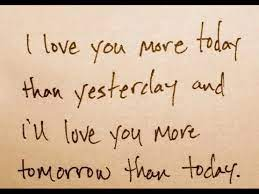 I love you more today
than yesterday and
i'll love you more
tomorrow than today.